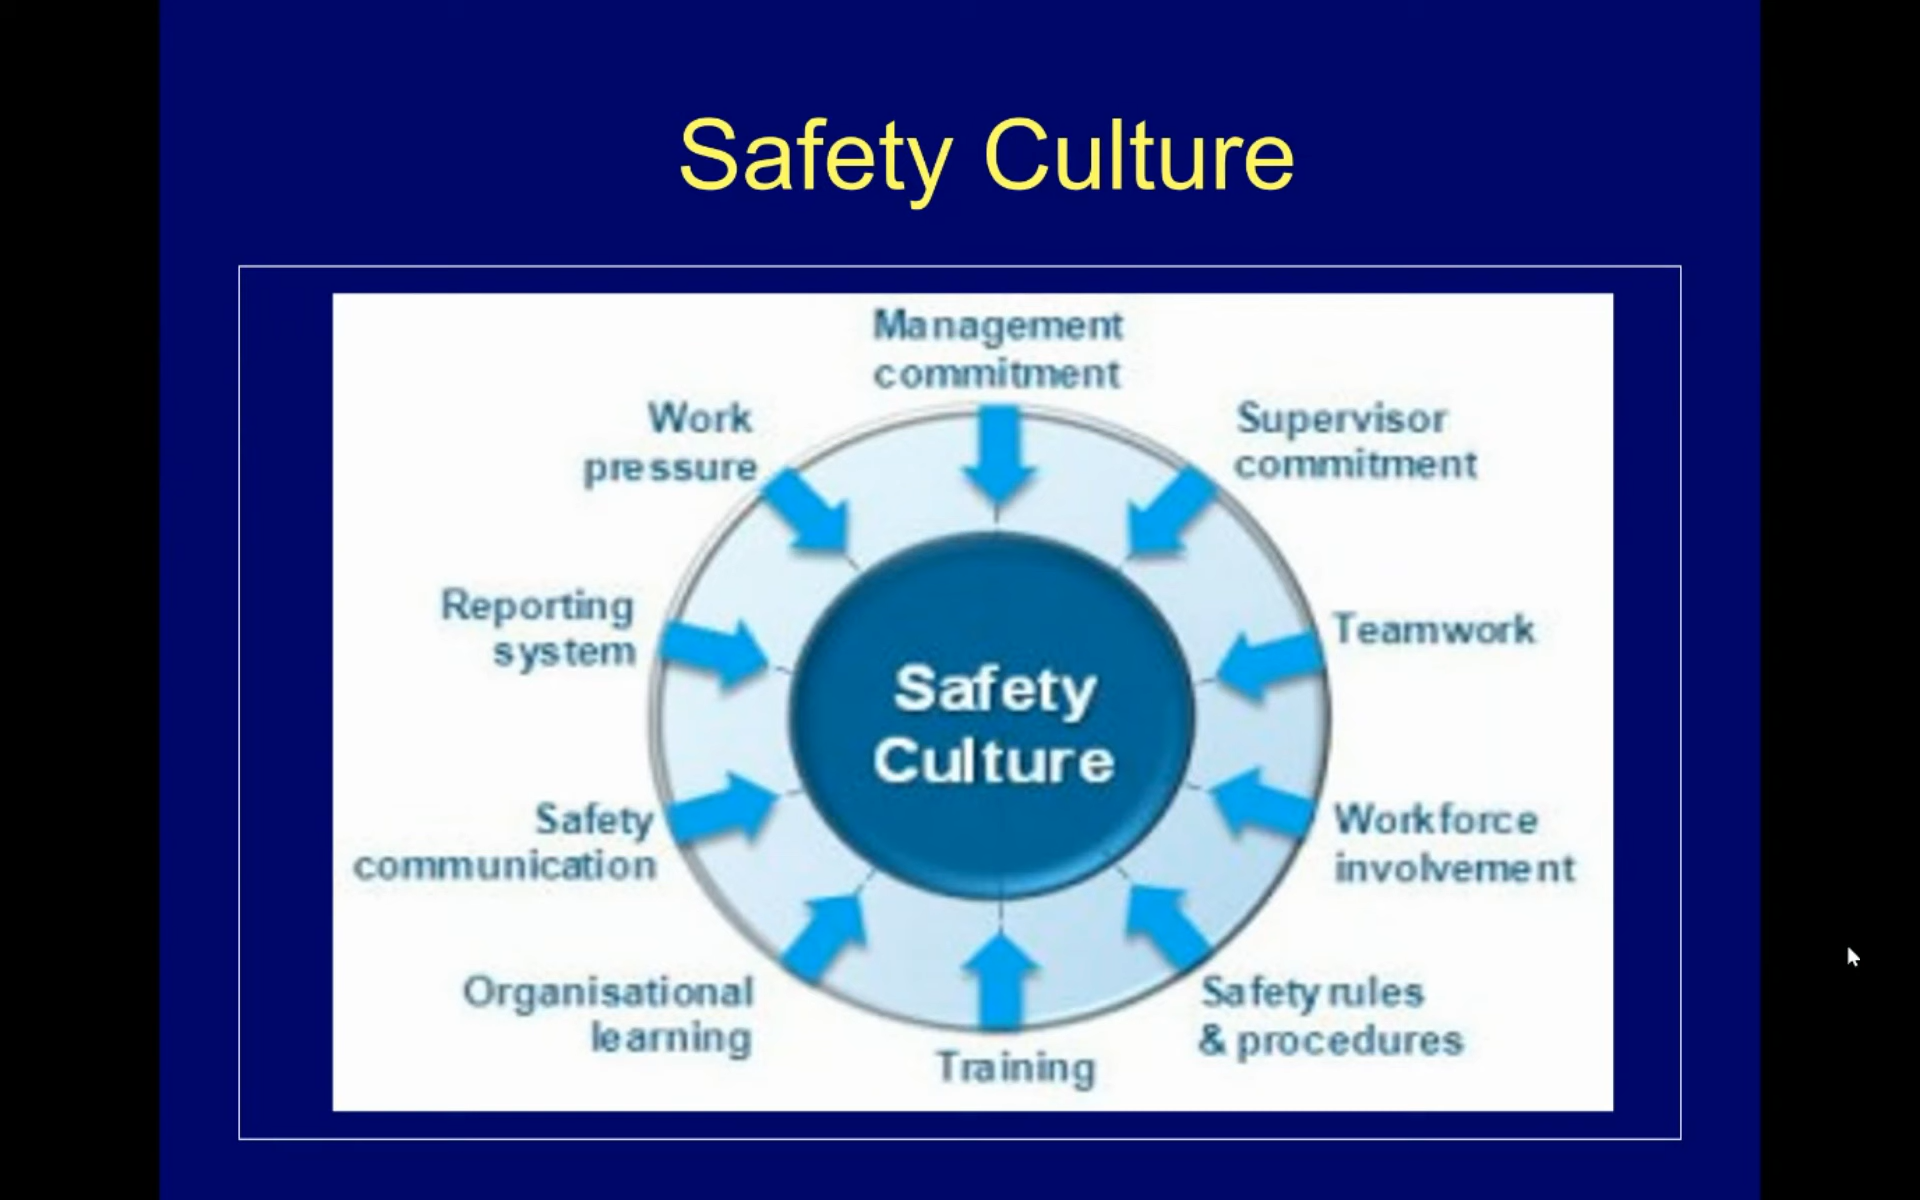 Safety Culture
Management
commitment
Supervisor
commitment
Teamwork
Workforce
involvement
Safety rules
& procedures
Training
Organisational
learning
Safety
communication
Reporting
system
Work
pressure
Safety
Culture